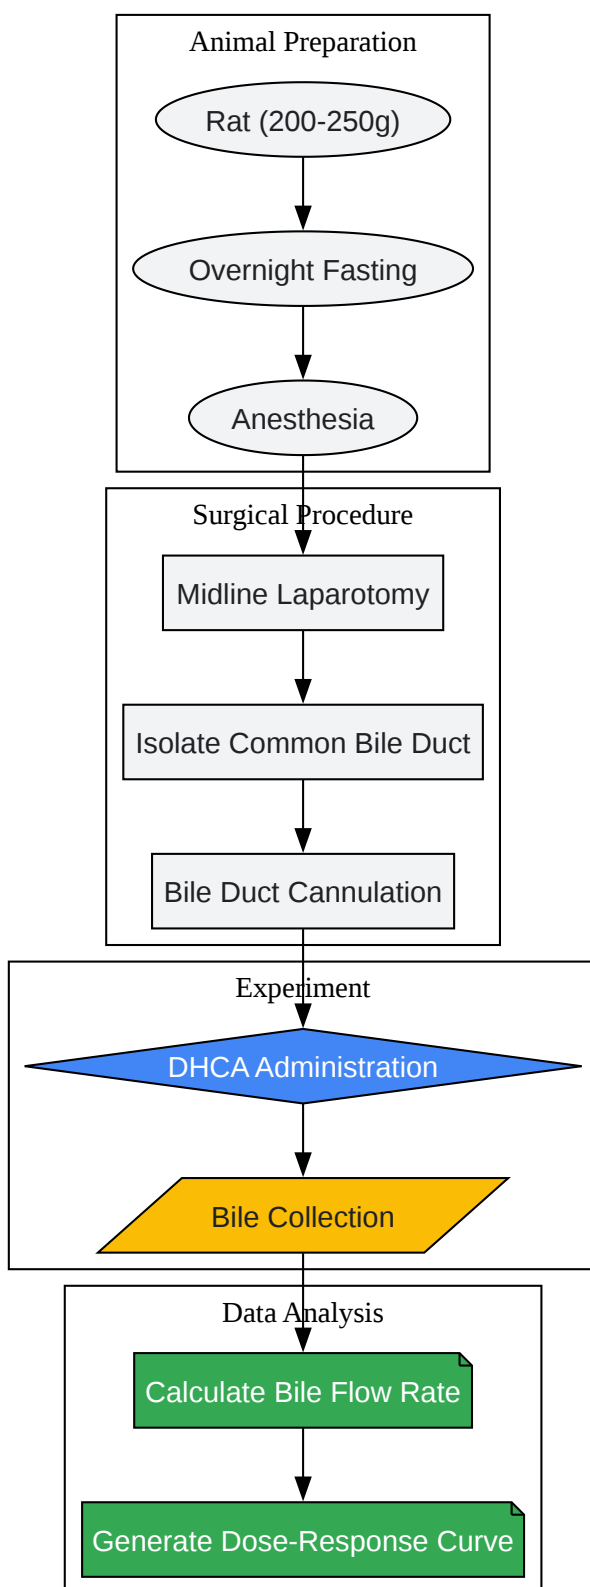 Animal Preparation
Rat (200-250g)
Overnight Fasting
Anesthesia
Surgical Procedure
Midline Laparotomy
Isolate Common Bile Duct
Bile Duct Cannulation
Experiment
DHCA Administration
Bile Collection
Data Analysis
Calculate Bile Flow Rate
Generate Dose-Response Curve